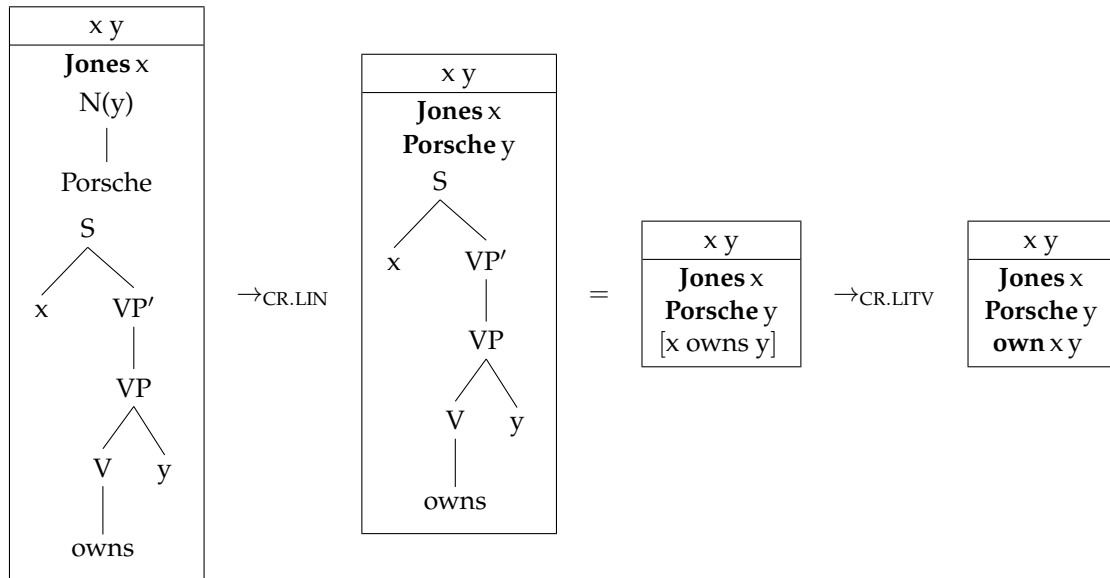 x y
Jones x
N(y)
Porsche
S
x VP′
VP
V y
owns
→CR.LIN
x y
Jones x
Porsche y
S
x VP′
VP
V y
owns
=
x y
Jones x
Porsche y
[x owns y]
→CR.LITV
x y
Jones x
Porsche y
own x y